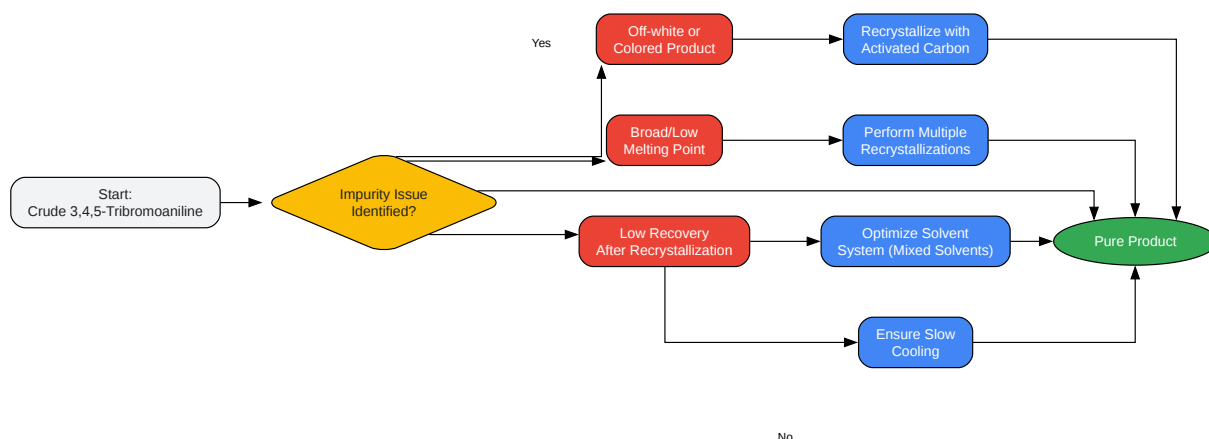 Yes
Off-white or
Colored Product
Recrystallize with
Activated Carbon
Broad/Low
Melting Point
Perform Multiple
Recrystallizations
Start:
Crude 3,4,5-Tribromoaniline
Impurity Issue
Identified?
Low Recovery
After Recrystallization
Optimize Solvent
System (Mixed Solvents)
Pure Product
Ensure Slow
Cooling
No